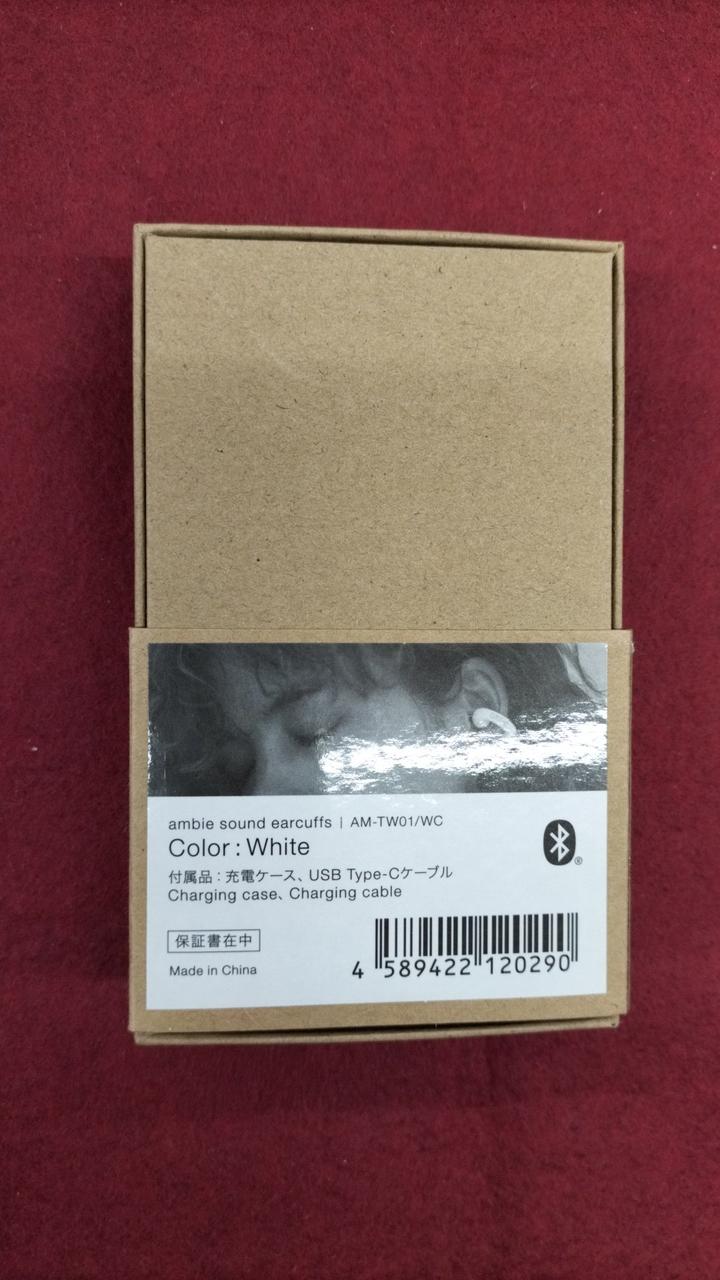 ambie sound earcuffs | AM-TW01/WC
Color : White
付属品：充電ケース、USB Type-Cケーブル
Charging case、Charging cable
保証書在中
Made in China
4 589422 120290
®